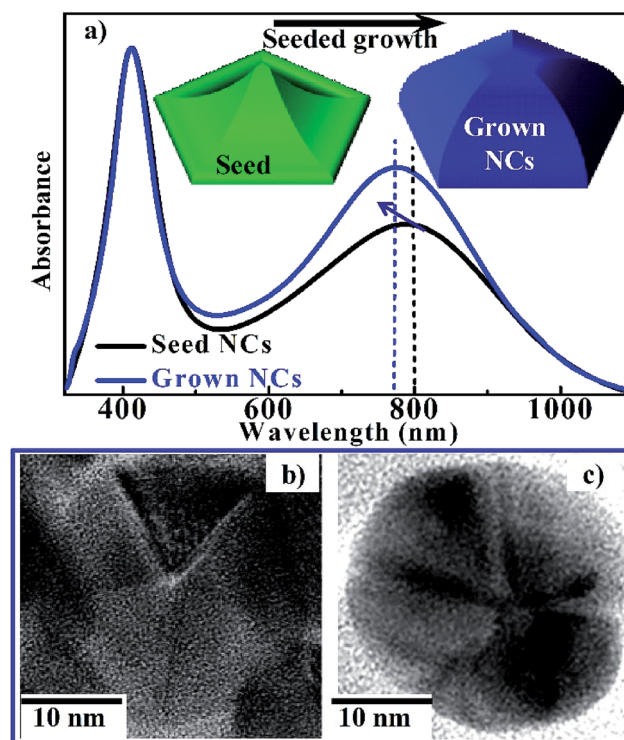 a)
Seeded growth
Seed
Grown
NCs
Absorbance
Seed NCs
Grown NCs
400
600
800
1000
Wavelength (nm)
b)
c)
10 nm
10 nm